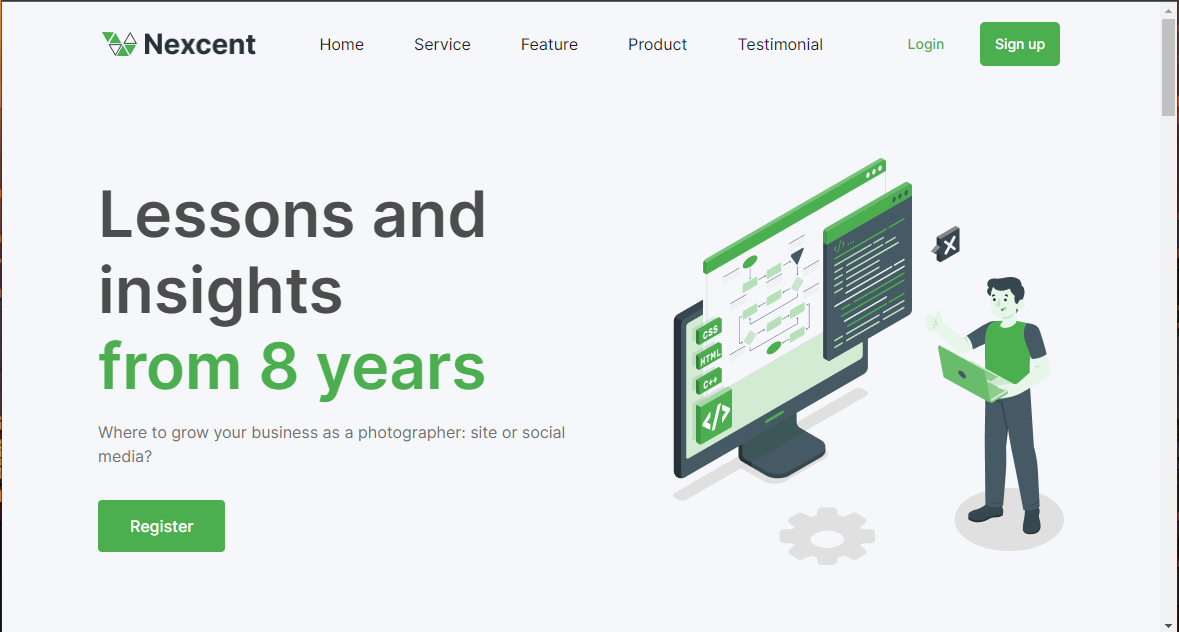 Nexcent
Home Service Feature Product Testimonial Login Sign up
Lessons and
insights
from 8 years
Where to grow your business as a photographer: site or social
media?
Register
CSS
HTML
C++
</>
</>...
X